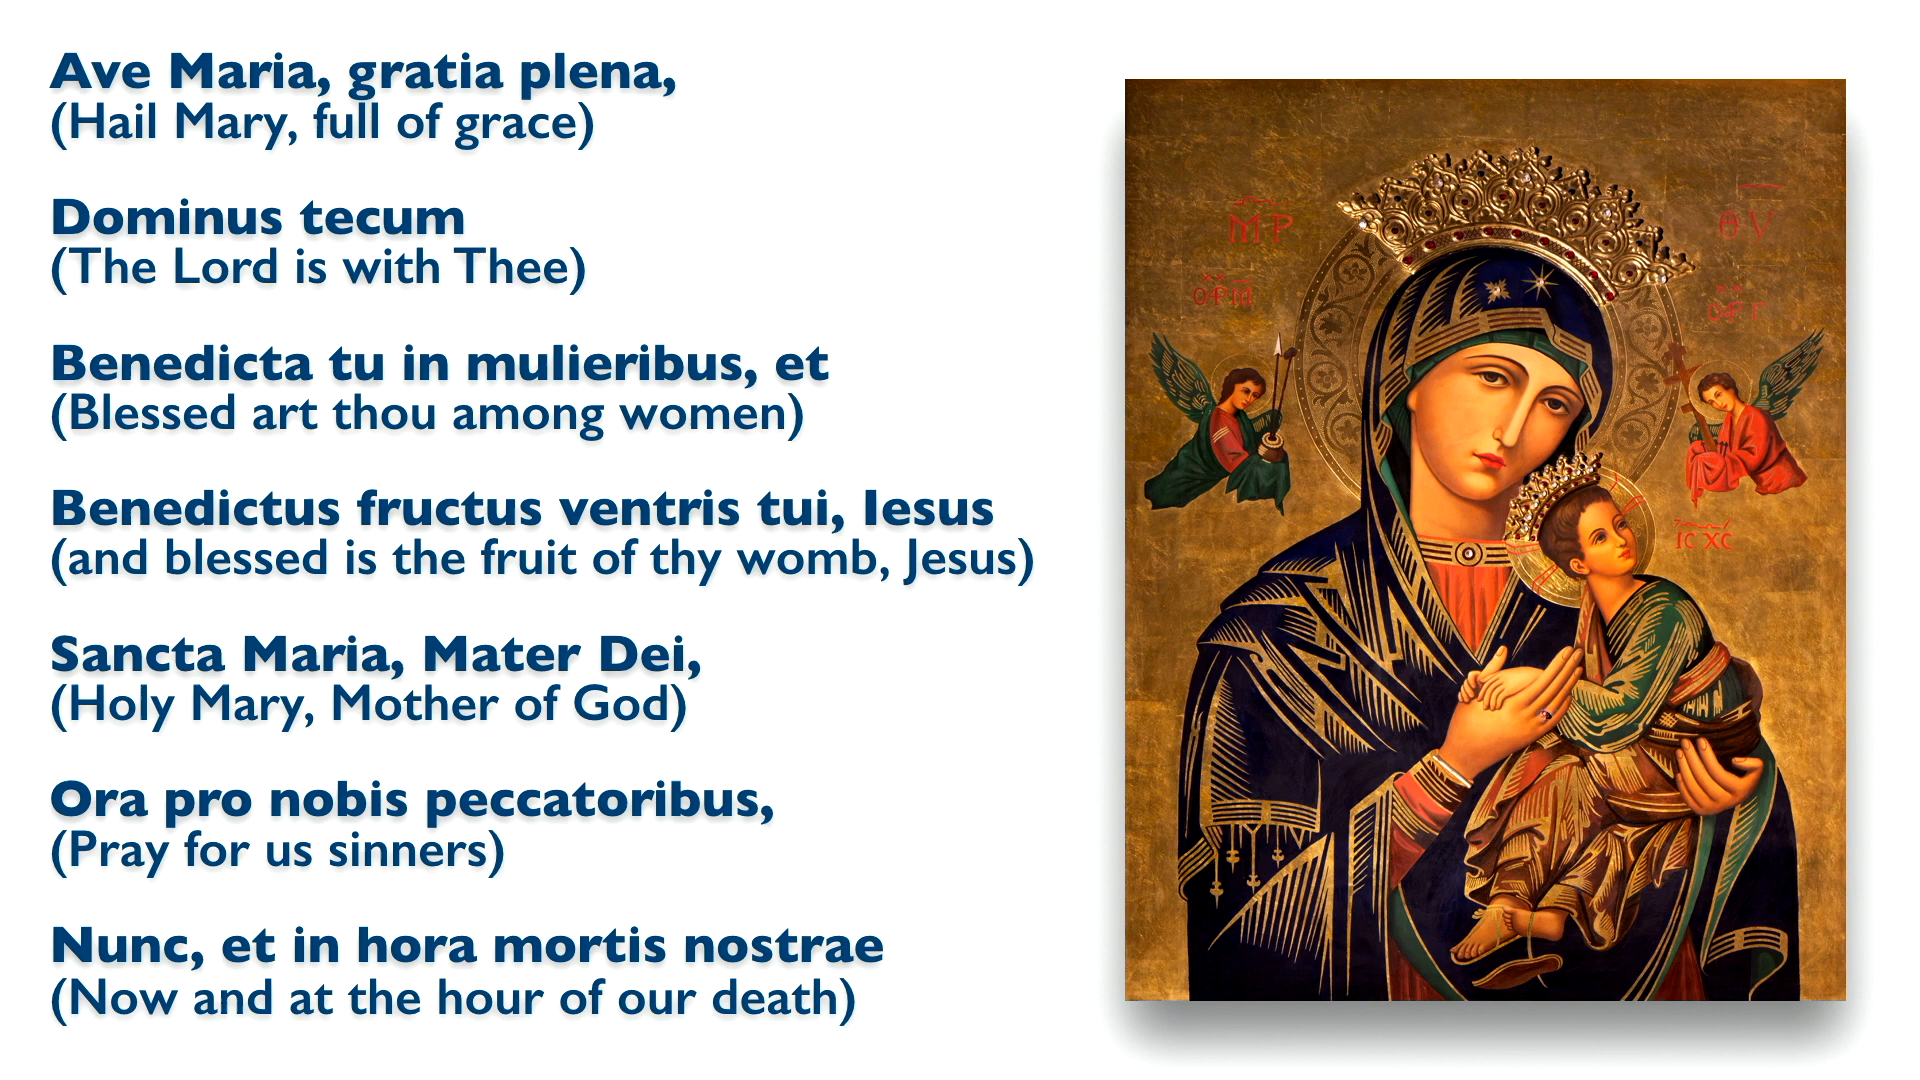 Ave Maria, gratia plena,
(Hail Mary, full of grace)
Dominus tecum
(The Lord is with Thee)
Benedicta tu in mulieribus, et
(Blessed art thou among women)
Benedictus fructus ventris tui, Iesus
(and blessed is the fruit of thy womb, Jesus)
Sancta Maria, Mater Dei,
(Holy Mary, Mother of God)
Ora pro nobis peccatoribus,
(Pray for us sinners)
Nunc, et in hora mortis nostrae
(Now and at the hour of our death)
ΜΡ ΘΥ
ΙC XC